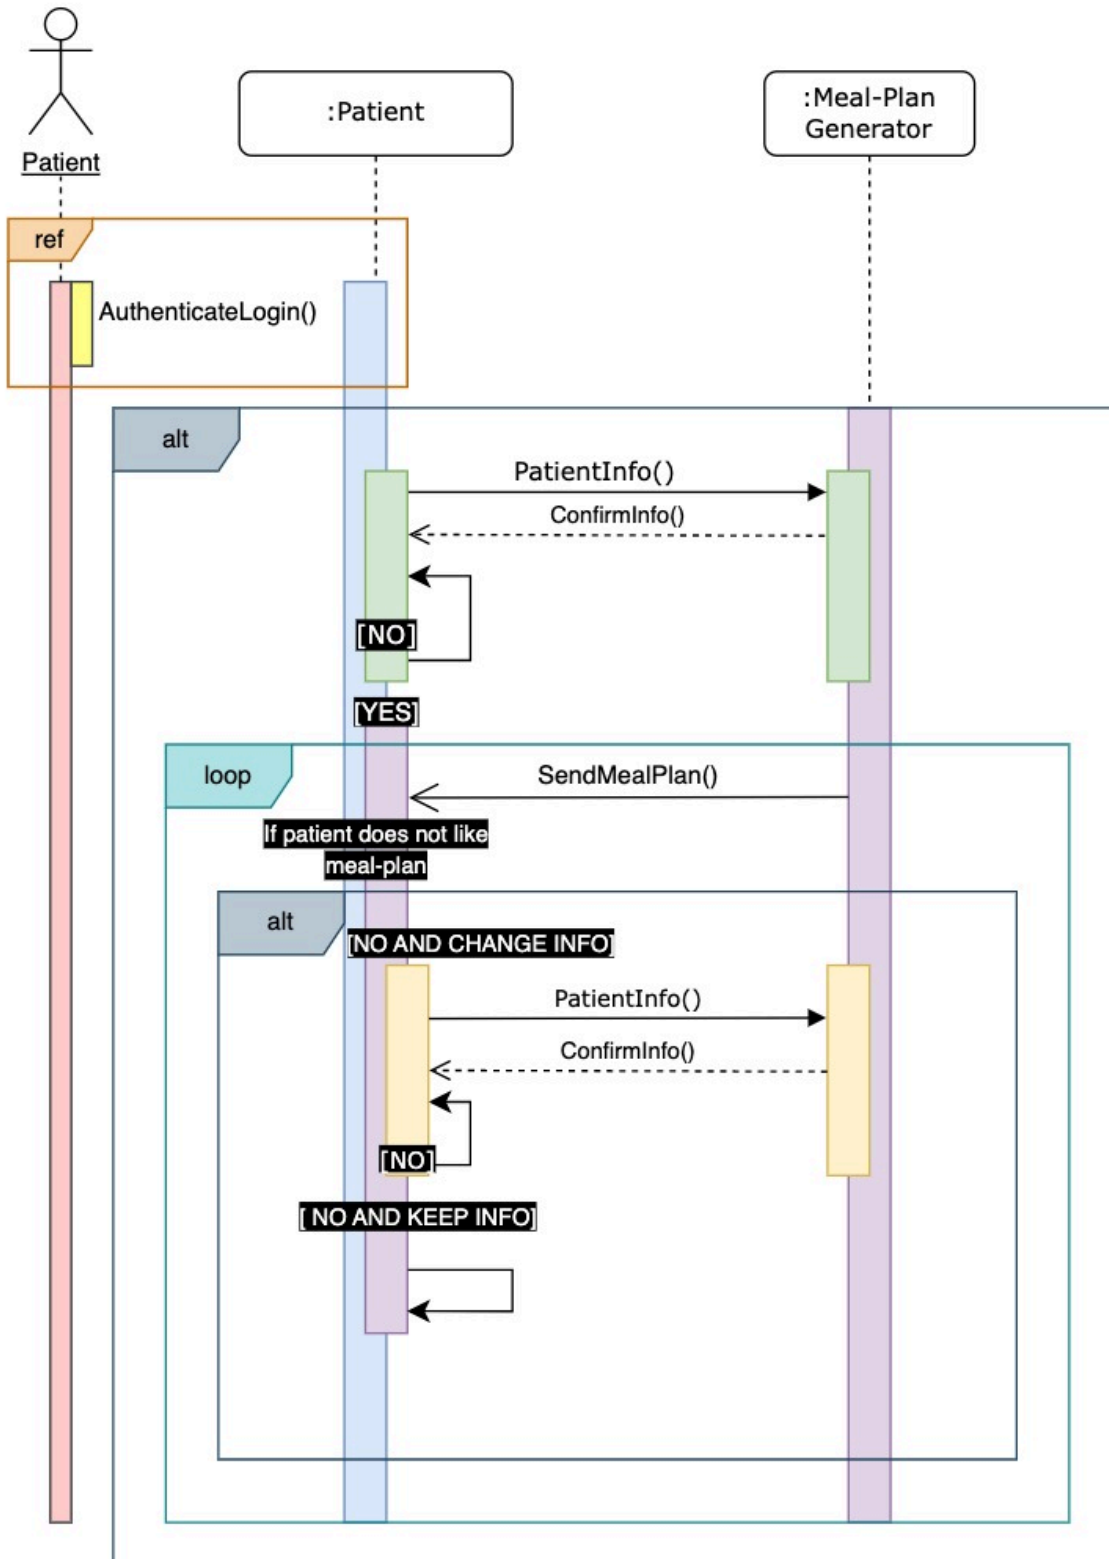 :Patient
:Meal-Plan
Generator
Patient
ref
AuthenticateLogin()
alt
PatientInfo()
ConfirmInfo()
[NO]
[YES]
loop
SendMealPlan()
If patient does not like
meal-plan
alt
[NO AND CHANGE INFO]
PatientInfo()
ConfirmInfo()
[NO]
[ NO AND KEEP INFO]